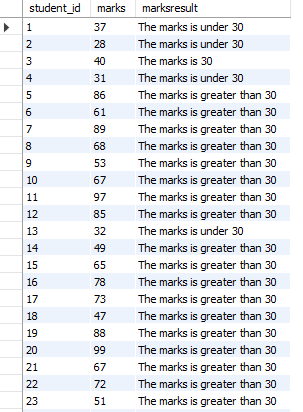 student_id marks marksresult
1 37 The marks is under 30
2 28 The marks is under 30
3 40 The marks is 30
4 31 The marks is under 30
5 86 The marks is greater than 30
6 61 The marks is greater than 30
7 89 The marks is greater than 30
8 68 The marks is greater than 30
9 53 The marks is greater than 30
10 67 The marks is greater than 30
11 97 The marks is greater than 30
12 85 The marks is greater than 30
13 32 The marks is under 30
14 49 The marks is greater than 30
15 65 The marks is greater than 30
16 78 The marks is greater than 30
17 73 The marks is greater than 30
18 47 The marks is greater than 30
19 88 The marks is greater than 30
20 99 The marks is greater than 30
21 67 The marks is greater than 30
22 72 The marks is greater than 30
23 51 The marks is greater than 30